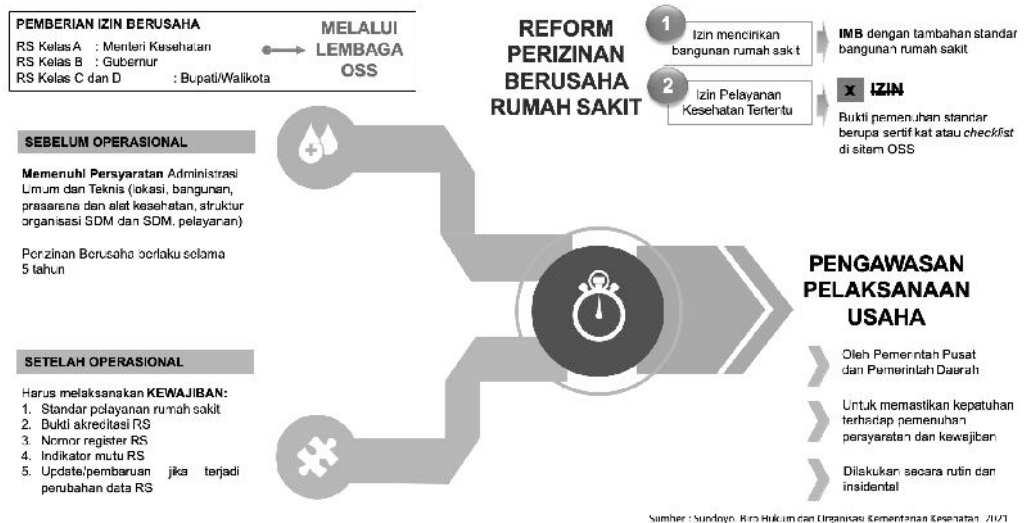 PEMBERIAN IZIN BERUSAHA
RS Kelas A : Menteri Kesehatan
RS Kelas B : Gubernur
RS Kelas C dan D : Bupati/Walikota
MELALUI
LEMBAGA
OSS
REFORM
PERIZINAN
BERUSAHA
RUMAH SAKIT
1
Izin mendirikan
bangunan rumah sakit
IMB dengan tambahan standar
bangunan rumah sakit
2
Izin Pelayanan
Kesehatan Tertentu
x IZIN
Bukti pemenuhan standar
berupa sertifikat atau checklist
di sitem OSS
SEBELUM OPERASIONAL
Memenuhi Persyaratan Administrasi
Umum dan Teknis (lokasi, bangunan,
prasarana dan alat kesehatan, struktur
organisasi SDM dan SDM, pelayanan)
Perizinan Berusaha berlaku selama
5 tahun
SETELAH OPERASIONAL
Harus melaksanakan KEWAJIBAN:
1. Standar pelayanan rumah sakit
2. Bukti akreditasi RS
3. Nomor register RS
4. Indikator mutu RS
5. Update/pembaruan jika terjadi
perubahan data RS
PENGAWASAN
PELAKSANAAN
USAHA
Oleh Pemerintah Pusat
dan Pemerintah Daerah
Untuk memastikan kepatuhan
terhadap pemenuhan
persyaratan dan kewajiban
Dilakukan secara rutin dan
insidental
Sumber : Sundoyo, Biro Hukum dan Organisasi Kementerian Kesehatan, 2021